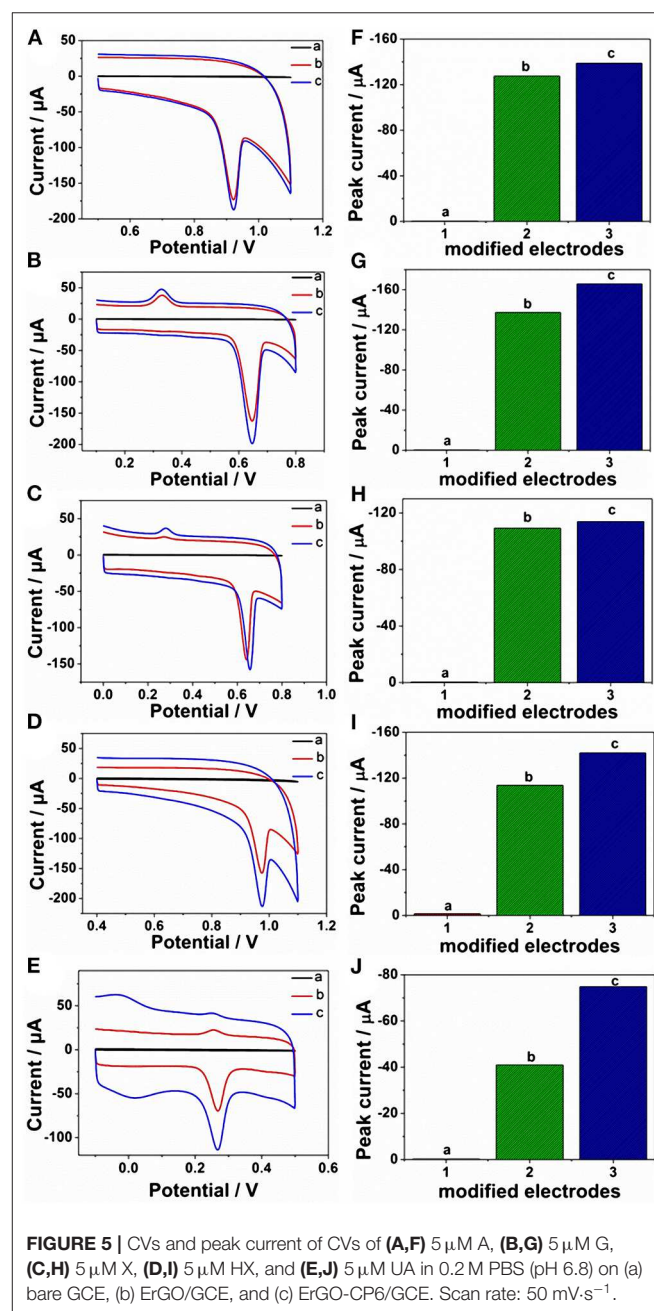 A
50
25
0
-50
-100
-150
-200
Current / μA
0.6 0.8 1.0 1.2
Potential / V
a
b
c
F
-160
-120
-80
-40
0
Peak current / μA
a
b
c
1 2 3
modified electrodes
B
50
25
0
-50
-100
-150
-200
Current / μA
0.2 0.4 0.6 0.8
Potential / V
a
b
c
G
-160
-120
-80
-40
0
Peak current / μA
a
b
c
1 2 3
modified electrodes
C
50
25
0
-50
-100
-150
Current / μA
0.0 0.2 0.4 0.6 0.8 1.0
Potential / V
a
b
c
H
-120
-80
-40
0
Peak current / μA
a
b
c
1 2 3
modified electrodes
D
50
25
0
-50
-100
-150
-200
Current / μA
0.4 0.6 0.8 1.0 1.2
Potential / V
a
b
c
I
-160
-120
-80
-40
0
Peak current / μA
a
b
c
1 2 3
modified electrodes
E
50
0
-50
-100
Current / μA
0.0 0.2 0.4 0.6
Potential / V
a
b
c
J
-80
-60
-40
-20
0
Peak current / μA
a
b
c
1 2 3
modified electrodes
FIGURE 5 | CVs and peak current of CVs of (A,F) 5 μM A, (B,G) 5 μM G,
(C,H) 5 μM X, (D,I) 5 μM HX, and (E,J) 5 μM UA in 0.2 M PBS (pH 6.8) on (a)
bare GCE, (b) ErGO/GCE, and (c) ErGO-CP6/GCE. Scan rate: 50 mV·s⁻¹.